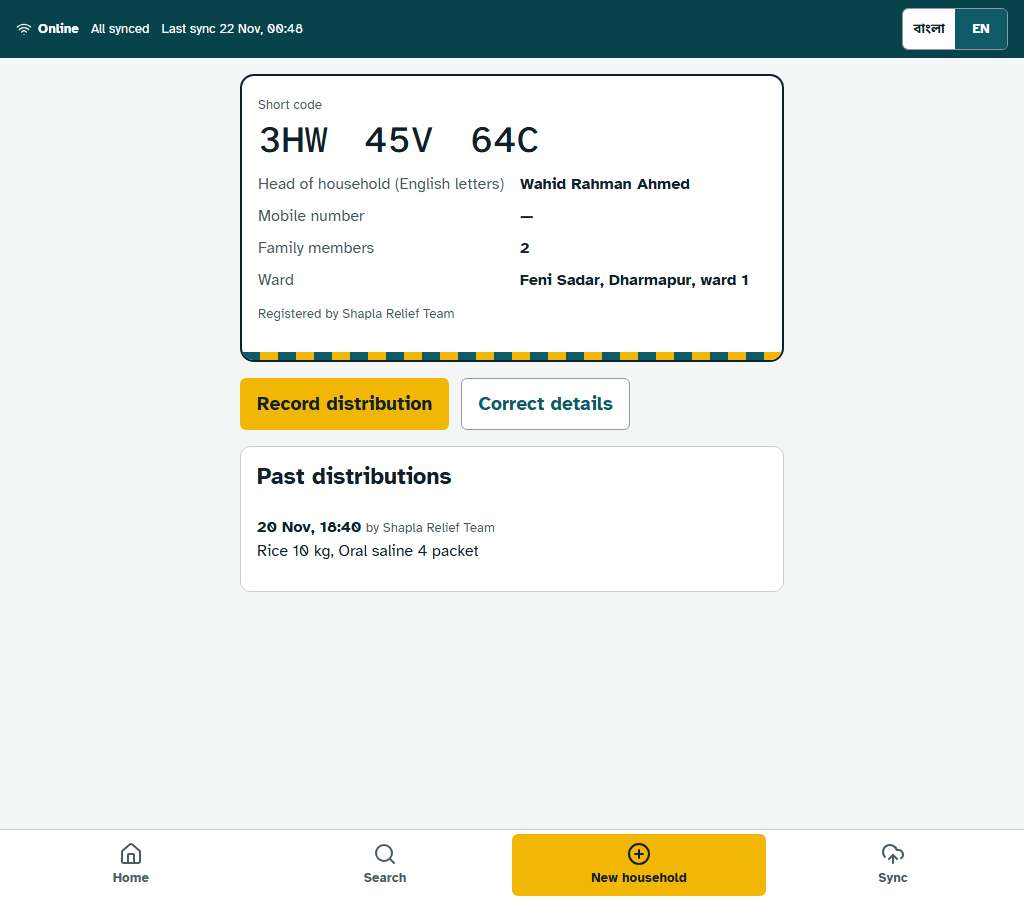 Online All synced Last sync 22 Nov, 00:48 বাংলা EN
Short code
3HW 45V 64C
Head of household (English letters) Wahid Rahman Ahmed
Mobile number —
Family members 2
Ward Feni Sadar, Dharmapur, ward 1
Registered by Shapla Relief Team
Record distribution Correct details
Past distributions
20 Nov, 18:40 by Shapla Relief Team
Rice 10 kg, Oral saline 4 packet
Home Search New household Sync